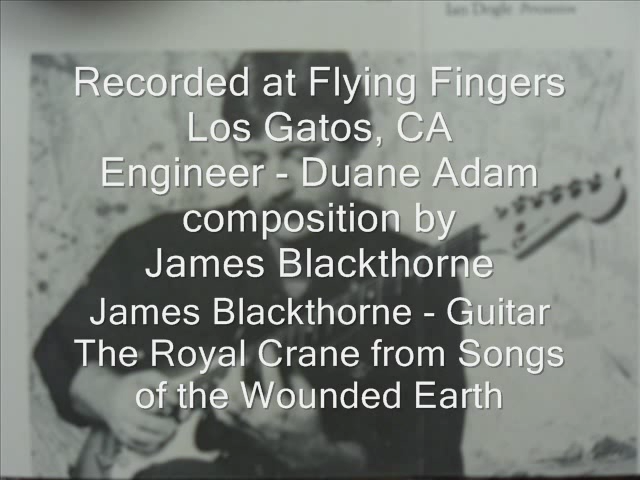 Recorded at Flying Fingers
Los Gatos, CA
Engineer - Duane Adam
composition by
James Blackthorne
James Blackthorne - Guitar
The Royal Crane from Songs
of the Wounded Earth